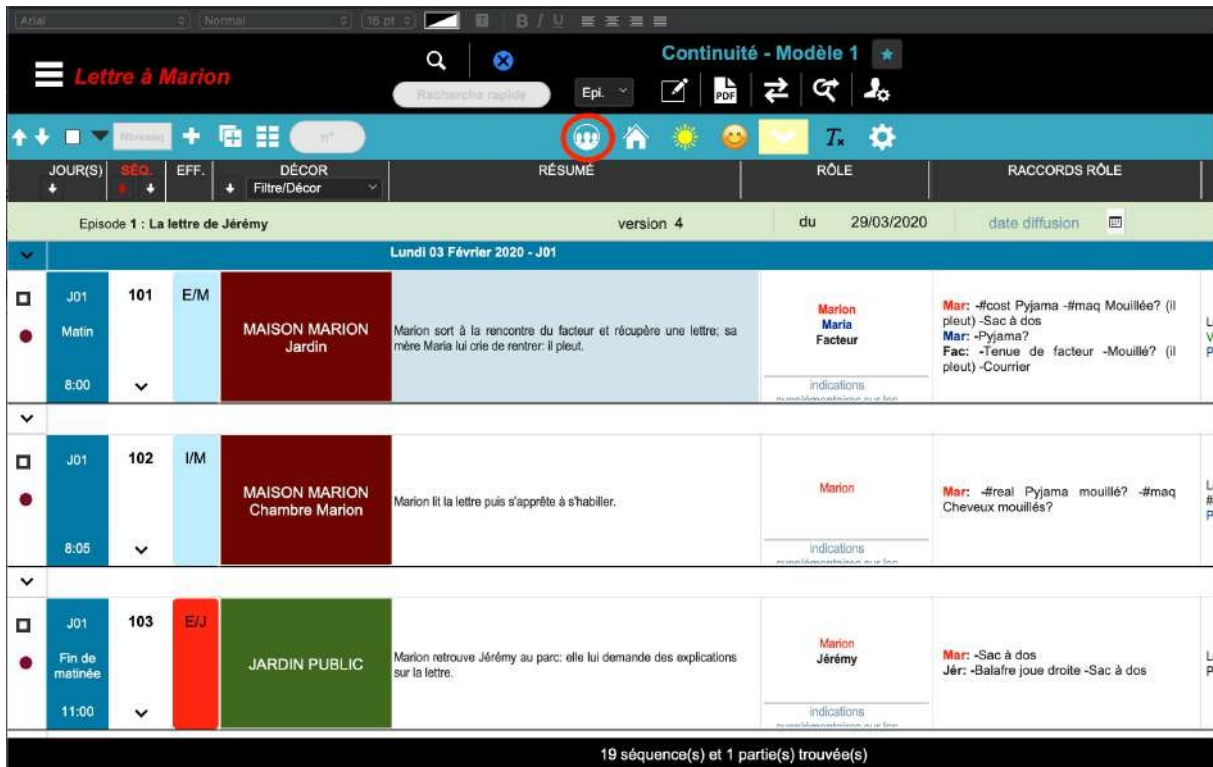 Arial Normal 16 pt B I U
Continuité - Modèle 1
Lettre à Marion
Recherche rapide Epi. PDF
n° Tx
JOUR(S) SÉQ. EFF. DÉCOR RÉSUMÉ RÔLE RACCORDS RÔLE
Filtre/Décor
Episode 1 : La lettre de Jérémy version 4 du 29/03/2020 date diffusion
Lundi 03 Février 2020 - J01
J01 101 E/M
Matin
8:00
MAISON MARION
Jardin
Marion sort à la rencontre du facteur et récupère une lettre; sa
mère Maria lui crie de rentrer: il pleut.
Marion
Maria
Facteur
indications
Mar: -#cost Pyjama -#maq Mouillée? (il
pleut) -Sac à dos
Mar: -Pyjama?
Fac: -Tenue de facteur -Mouillé? (il
pleut) -Courrier
J01 102 I/M
8:05
MAISON MARION
Chambre Marion
Marion lit la lettre puis s'apprête à s'habiller.
Marion
indications
Mar: -#real Pyjama mouillé? -#maq
Cheveux mouillés?
J01 103 E/J
Fin de
matinée
11:00
JARDIN PUBLIC
Marion retrouve Jérémy au parc: elle lui demande des explications
sur la lettre.
Marion
Jérémy
indications
Mar: -Sac à dos
Jér: -Balafre joue droite -Sac à dos
19 séquence(s) et 1 partie(s) trouvée(s)